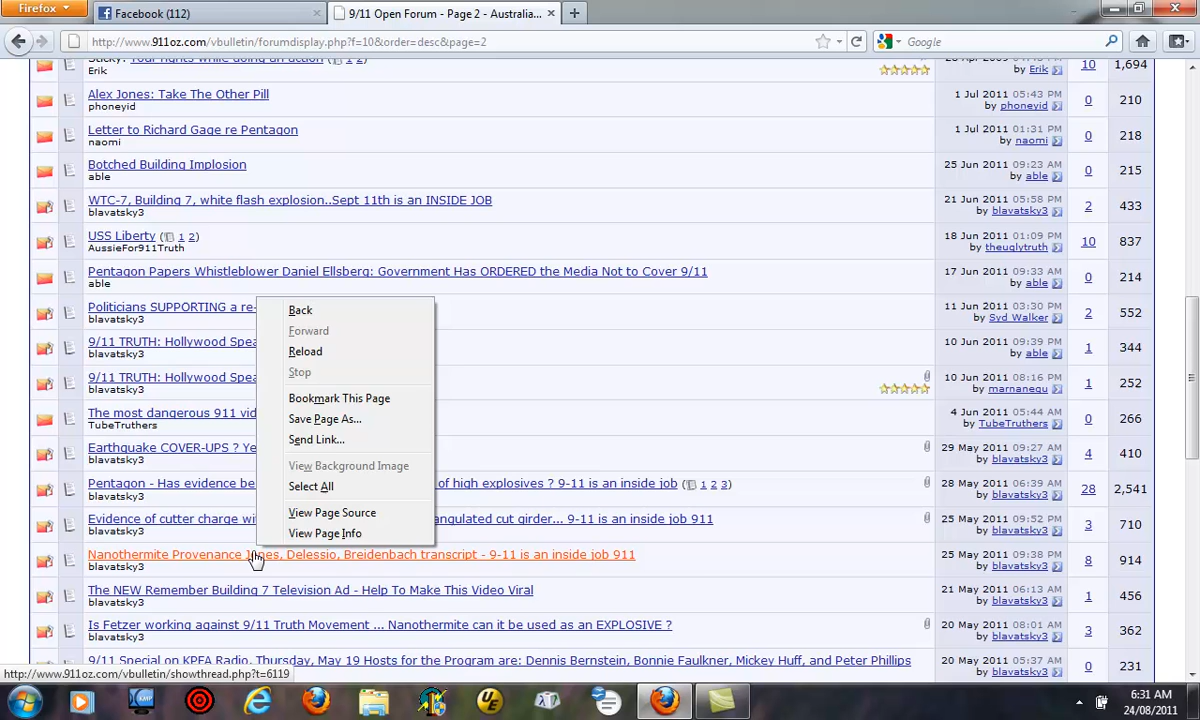 Firefox
Facebook (112)
9/11 Open Forum - Page 2 - Australia...
http://www.911oz.com/vbulletin/forumdisplay.php?f=10&order=desc&page=2
Google
Sticky: Your rights while doing an action ( 1 2)
Erik
by Erik
10
1,694
Alex Jones: Take The Other Pill
phoneyid
1 Jul 2011 05:43 PM
by phoneyid
0
210
Letter to Richard Gage re Pentagon
naomi
1 Jul 2011 01:31 PM
by naomi
0
218
Botched Building Implosion
able
25 Jun 2011 09:23 AM
by able
0
215
WTC-7, Building 7, white flash explosion..Sept 11th is an INSIDE JOB
blavatsky3
21 Jun 2011 05:58 PM
by blavatsky3
2
433
USS Liberty ( 1 2)
AussieFor911Truth
18 Jun 2011 01:09 PM
by theuglytruth
10
837
Pentagon Papers Whistleblower Daniel Ellsberg: Government Has ORDERED the Media Not to Cover 9/11
able
17 Jun 2011 09:33 AM
by able
0
214
Politicians SUPPORTING a re-
blavatsky3
11 Jun 2011 03:30 PM
by Syd Walker
2
552
9/11 TRUTH: Hollywood Spea
blavatsky3
10 Jun 2011 09:39 PM
by able
1
344
9/11 TRUTH: Hollywood Spea
blavatsky3
10 Jun 2011 08:16 PM
by marnanequ
1
252
The most dangerous 911 vid
TubeTruthers
4 Jun 2011 05:44 AM
by TubeTruthers
0
266
Earthquake COVER-UPS ? Ye
blavatsky3
29 May 2011 09:27 AM
by blavatsky3
4
410
Pentagon - Has evidence be
of high explosives ? 9-11 is an inside job ( 1 2 3)
blavatsky3
28 May 2011 06:39 AM
by blavatsky3
28
2,541
Evidence of cutter charge wi
angulated cut girder... 9-11 is an inside job 911
blavatsky3
25 May 2011 09:52 PM
by blavatsky3
3
710
Nanothermite Provenance Jones, Delessio, Breidenbach transcript - 9-11 is an inside job 911
blavatsky3
25 May 2011 09:38 PM
by blavatsky3
8
914
The NEW Remember Building 7 Television Ad - Help To Make This Video Viral
blavatsky3
21 May 2011 06:13 AM
by blavatsky3
1
456
Is Fetzer working against 9/11 Truth Movement ... Nanothermite can it be used as an EXPLOSIVE ?
blavatsky3
20 May 2011 08:01 AM
by blavatsky3
3
362
9/11 Special on KPFA Radio, Thursday, May 19 Hosts for the Program are: Dennis Bernstein, Bonnie Faulkner, Mickey Huff, and Peter Phillips
20 May 2011 05:37 AM
by blavatsky3
0
231
Back
Forward
Reload
Stop
Bookmark This Page
Save Page As...
Send Link...
View Background Image
Select All
View Page Source
View Page Info
http://www.911oz.com/vbulletin/showthread.php?t=6119
KMP
UE
6:31 AM
24/08/2011